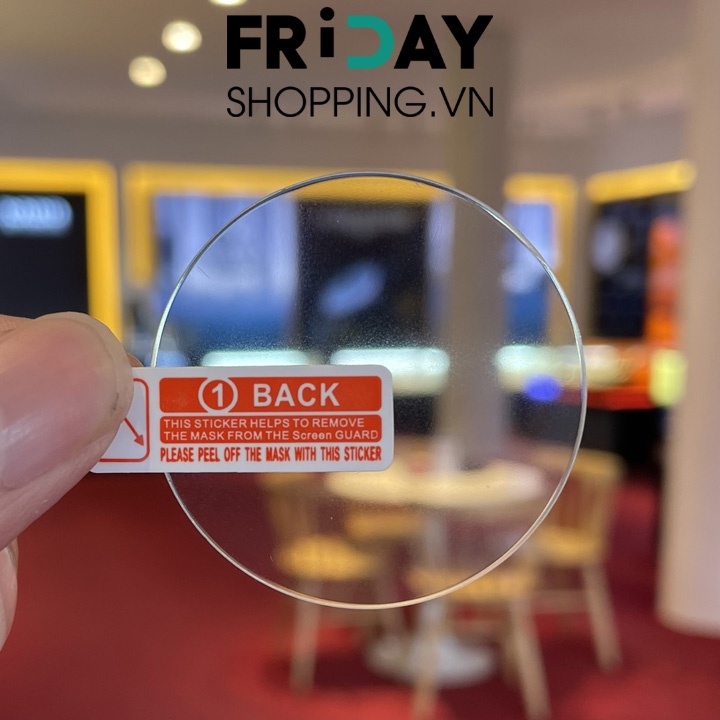 FRiDAY
SHOPPING.VN
1 BACK
THIS STICKER HELPS TO REMOVE
THE MASK FROM THE Screen GUARD
PLEASE PEEL OFF THE MASK WITH THIS STICKER